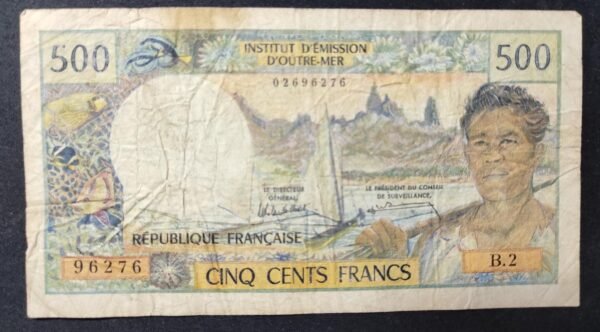 500
INSTITUT D'ÉMISSION
D'OUTRE-MER
500
02696276
LE DIRECTEUR
GÉNÉRAL,
LE PRÉSIDENT DU CONSEIL
DE SURVEILLANCE,
RÉPUBLIQUE FRANÇAISE
96276
CINQ CENTS FRANCS
B.2